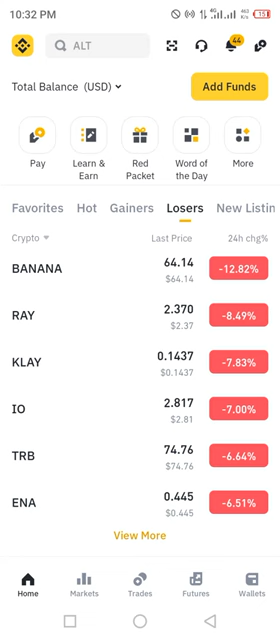 10:32 PM 4G 463 K/s 15
ALT 44
Total Balance (USD) Add Funds
Pay Learn & Earn Red Packet Word of the Day More
Favorites Hot Gainers Losers New Listin
Crypto Last Price 24h chg%
BANANA 64.14 -12.82%
$64.14
RAY 2.370 -8.49%
$2.37
KLAY 0.1437 -7.83%
$0.1437
IO 2.817 -7.00%
$2.81
TRB 74.76 -6.64%
$74.76
ENA 0.445 -6.51%
$0.445
View More
Home Markets Trades Futures Wallets